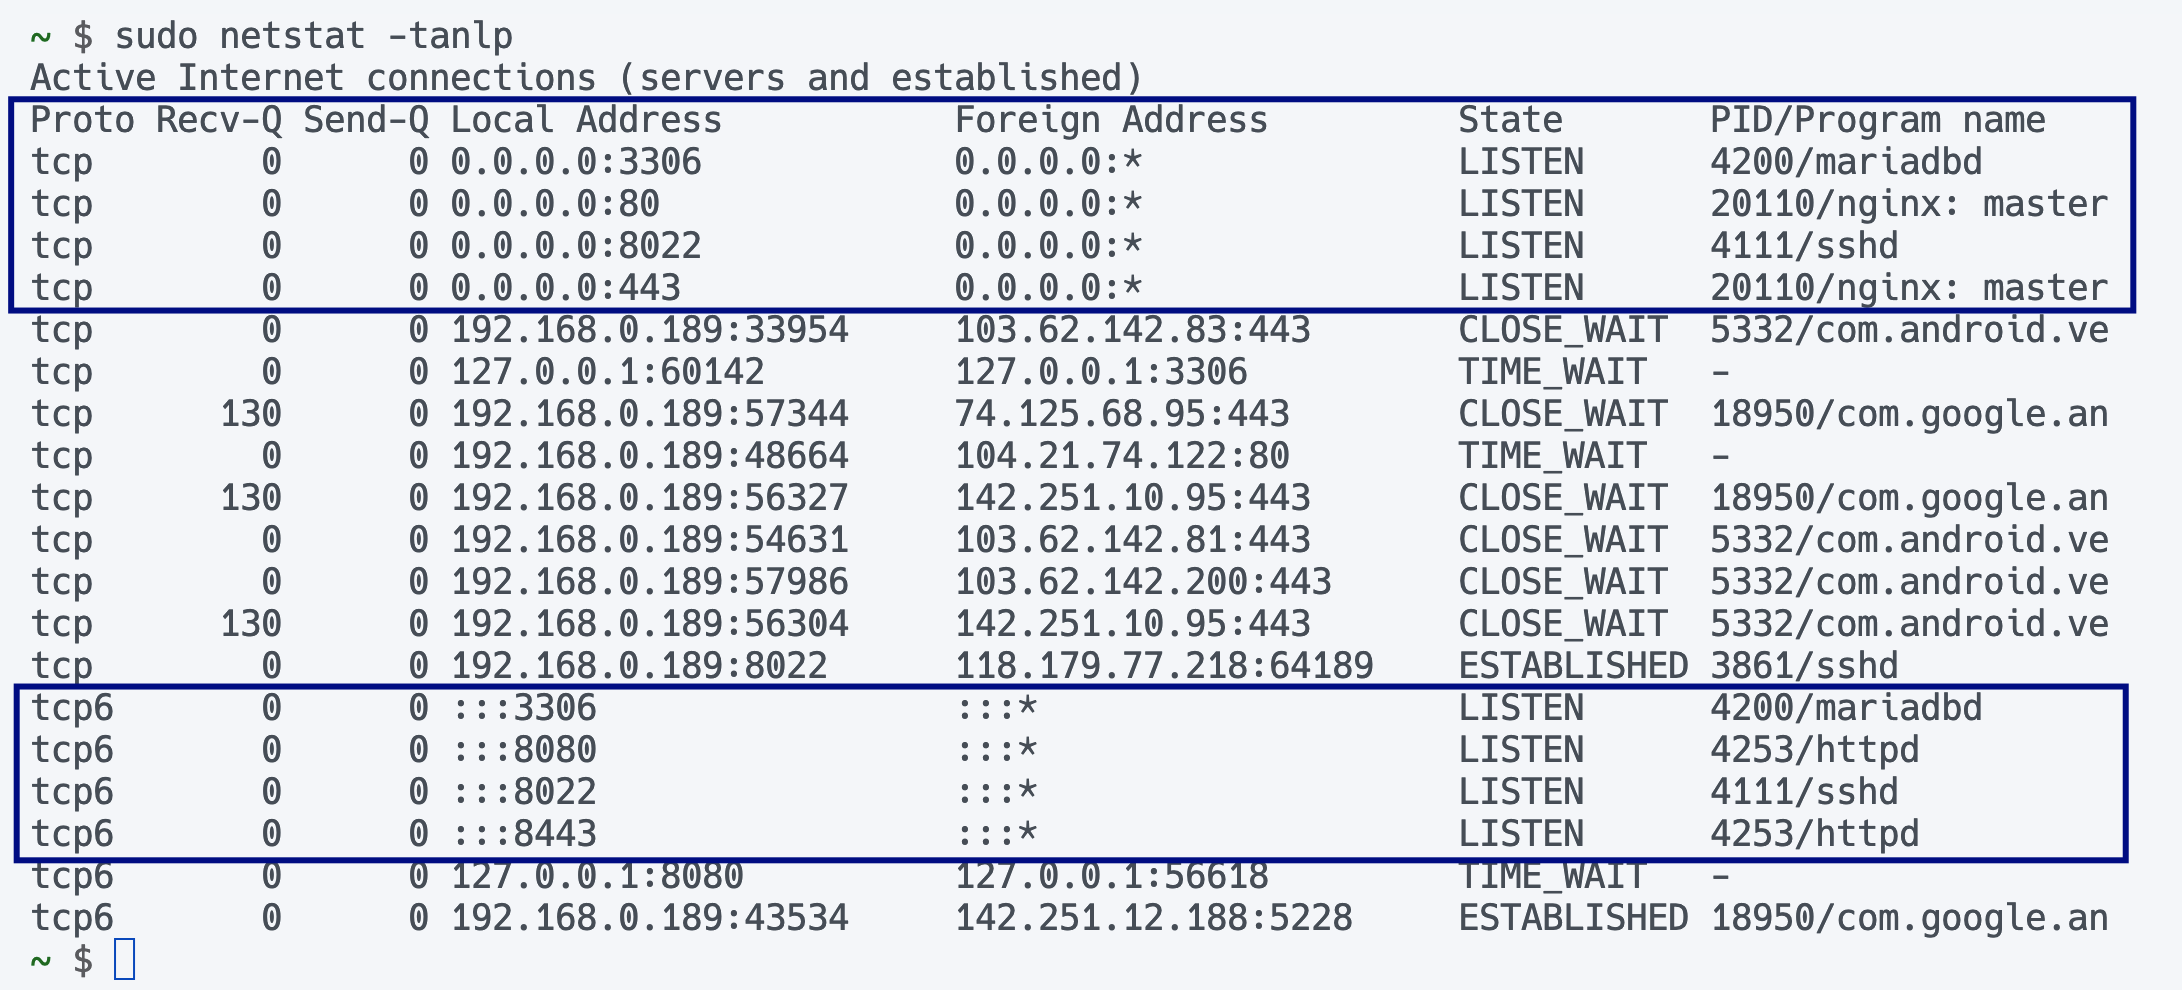 ~ $ sudo netstat -tanlp
Active Internet connections (servers and established)
Proto Recv-Q Send-Q Local Address           Foreign Address         State       PID/Program name
tcp        0      0 0.0.0.0:3306            0.0.0.0:*               LISTEN      4200/mariadbd
tcp        0      0 0.0.0.0:80              0.0.0.0:*               LISTEN      20110/nginx: master
tcp        0      0 0.0.0.0:8022            0.0.0.0:*               LISTEN      4111/sshd
tcp        0      0 0.0.0.0:443             0.0.0.0:*               LISTEN      20110/nginx: master
tcp        0      0 192.168.0.189:33954     103.62.142.83:443       CLOSE_WAIT  5332/com.android.ve
tcp        0      0 127.0.0.1:60142         127.0.0.1:3306          TIME_WAIT   -
tcp      130      0 192.168.0.189:57344     74.125.68.95:443        CLOSE_WAIT  18950/com.google.an
tcp        0      0 192.168.0.189:48664     104.21.74.122:80        TIME_WAIT   -
tcp      130      0 192.168.0.189:56327     142.251.10.95:443       CLOSE_WAIT  18950/com.google.an
tcp        0      0 192.168.0.189:54631     103.62.142.81:443       CLOSE_WAIT  5332/com.android.ve
tcp        0      0 192.168.0.189:57986     103.62.142.200:443      CLOSE_WAIT  5332/com.android.ve
tcp      130      0 192.168.0.189:56304     142.251.10.95:443       CLOSE_WAIT  5332/com.android.ve
tcp        0      0 192.168.0.189:8022      118.179.77.218:64189    ESTABLISHED 3861/sshd
tcp6       0      0 :::3306                 :::*                    LISTEN      4200/mariadbd
tcp6       0      0 :::8080                 :::*                    LISTEN      4253/httpd
tcp6       0      0 :::8022                 :::*                    LISTEN      4111/sshd
tcp6       0      0 :::8443                 :::*                    LISTEN      4253/httpd
tcp6       0      0 127.0.0.1:8080          127.0.0.1:56618         TIME_WAIT   -
tcp6       0      0 192.168.0.189:43534     142.251.12.188:5228     ESTABLISHED 18950/com.google.an
~ $